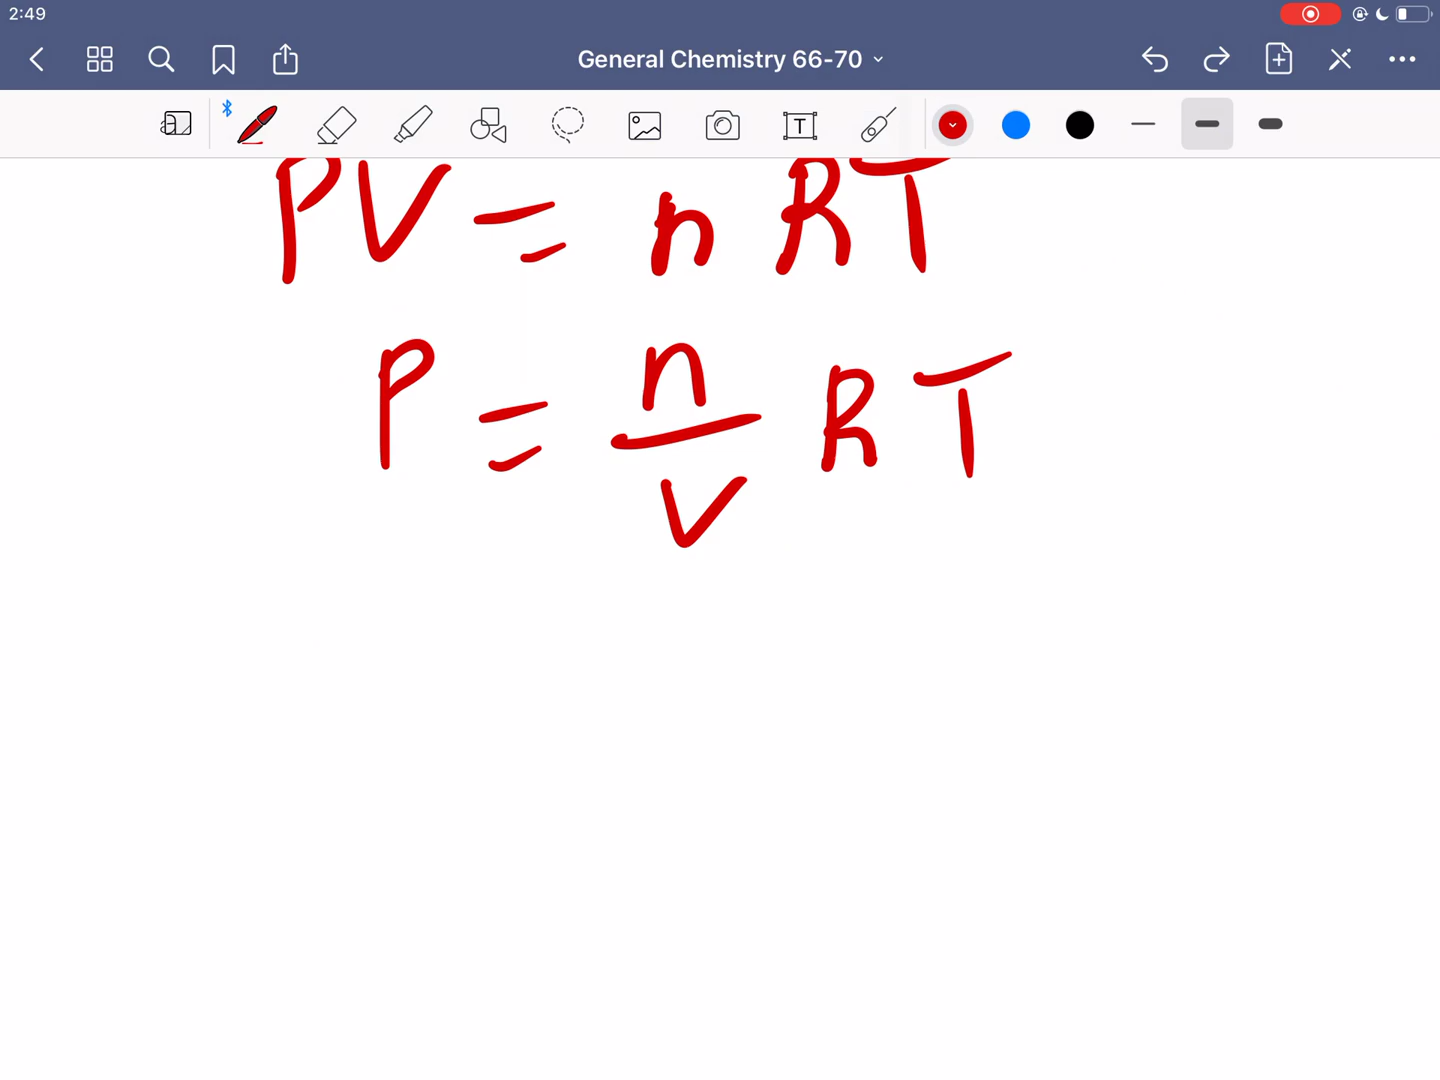 2:49
General Chemistry 66-70
T
PV = nRT
P = n/V RT